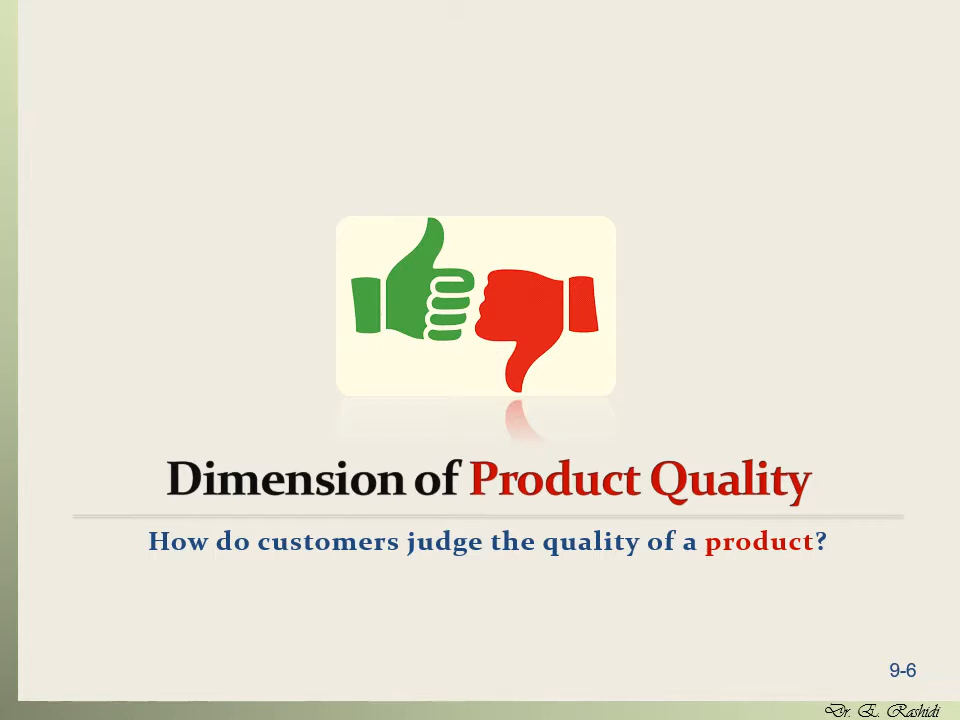 Dimension of Product Quality
How do customers judge the quality of a product?
9-6
Dr. E. Rashidi